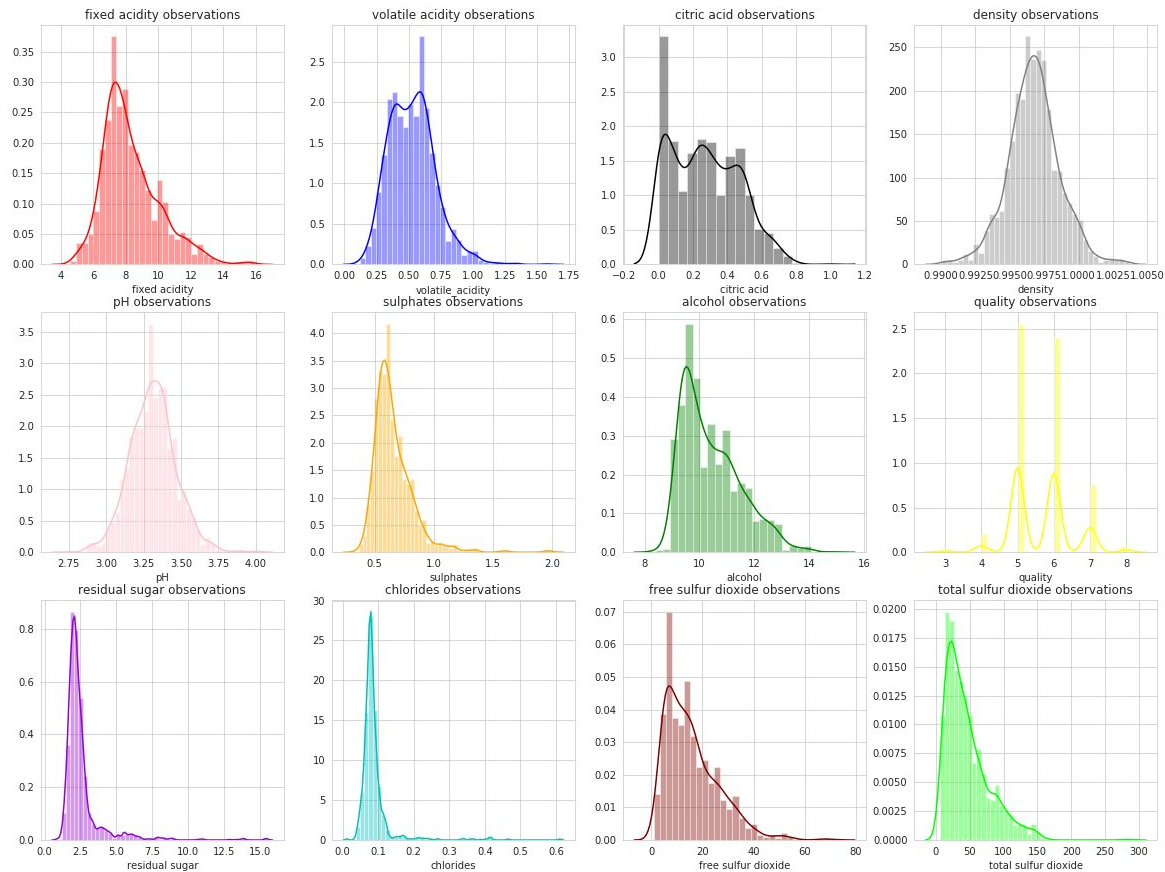 fixed acidity observations
volatile acidity oberations
citric acid observations
density observations
0.35
0.30
0.25
0.20
0.15
0.10
0.05
0.00
4 6 8 10 12 14 16
fixed acidity
2.5
2.0
1.5
1.0
0.5
0.0
0.00 0.25 0.50 0.75 1.00 1.25 1.50 1.75
volatile_acidity
3.0
2.5
2.0
1.5
1.0
0.5
0.0
−0.2 0.0 0.2 0.4 0.6 0.8 1.0 1.2
citric acid
250
200
150
100
50
0
0.9900 0.9925 0.9950 0.9975 1.0000 1.0025 1.0050
density
pH observations
sulphates observations
alcohol observations
quality observations
3.5
3.0
2.5
2.0
1.5
1.0
0.5
0.0
2.75 3.00 3.25 3.50 3.75 4.00
pH
4.0
3.5
3.0
2.5
2.0
1.5
1.0
0.5
0.0
0.5 1.0 1.5 2.0
sulphates
0.6
0.5
0.4
0.3
0.2
0.1
0.0
8 10 12 14 16
alcohol
2.5
2.0
1.5
1.0
0.5
0.0
3 4 5 6 7 8
quality
residual sugar observations
chlorides observations
free sulfur dioxide observations
total sulfur dioxide observations
0.8
0.6
0.4
0.2
0.0
0.0 2.5 5.0 7.5 10.0 12.5 15.0
residual sugar
30
25
20
15
10
5
0
0.0 0.1 0.2 0.3 0.4 0.5 0.6
chlorides
0.07
0.06
0.05
0.04
0.03
0.02
0.01
0.00
0 20 40 60 80
free sulfur dioxide
0.0200
0.0175
0.0150
0.0125
0.0100
0.0075
0.0050
0.0025
0.0000
0 50 100 150 200 250 300
total sulfur dioxide